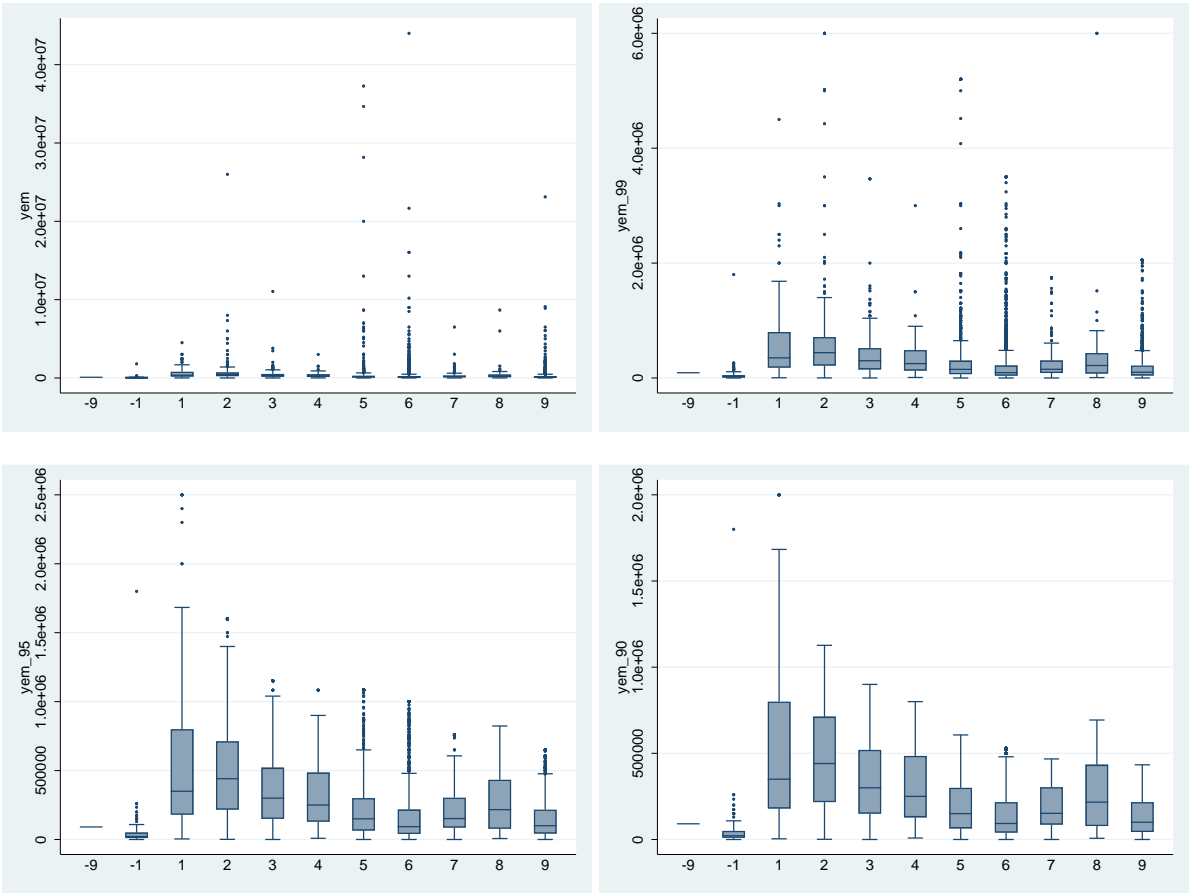 yem
4.0e+07
3.0e+07
2.0e+07
1.0e+07
0
-9 -1 1 2 3 4 5 6 7 8 9
yem_99
6.0e+06
4.0e+06
2.0e+06
0
-9 -1 1 2 3 4 5 6 7 8 9
yem_95
2.5e+06
2.0e+06
1.5e+06
1.0e+06
500000
0
-9 -1 1 2 3 4 5 6 7 8 9
yem_90
2.0e+06
1.5e+06
1.0e+06
500000
0
-9 -1 1 2 3 4 5 6 7 8 9